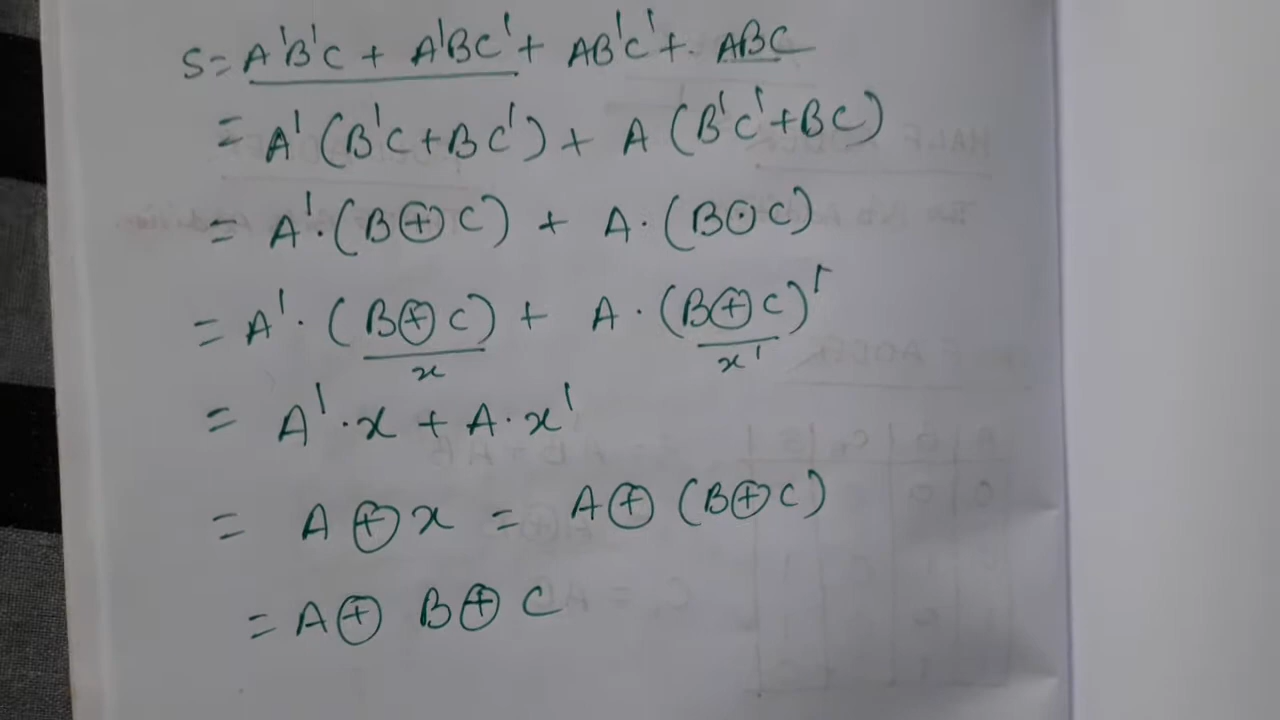 S = A'B'C + A'BC' + AB'C' + ABC
= A' (B'C + BC') + A (B'C' + BC)
= A' · (B ⊕ C) + A · (B ⊙ C)
= A' · (B ⊕ C) + A · (B ⊕ C)'
x x'
= A' · x + A · x'
= A ⊕ x = A ⊕ (B ⊕ C)
= A ⊕ B ⊕ C